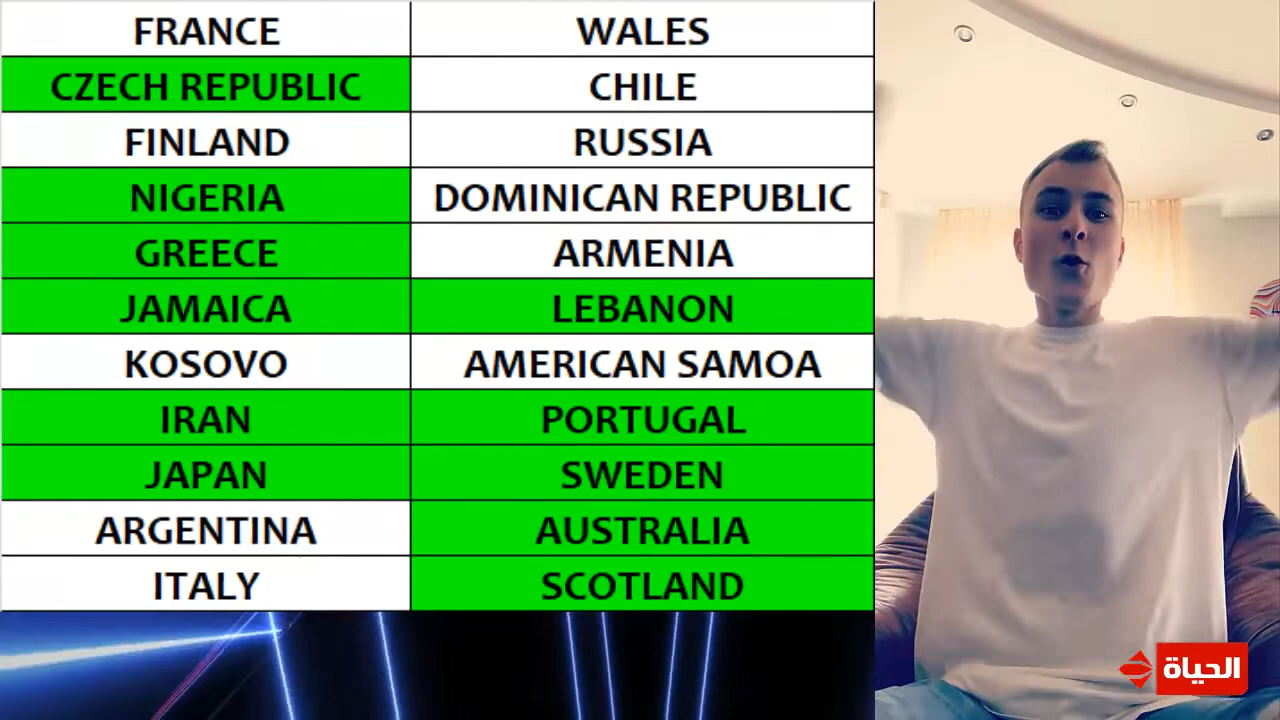 FRANCE WALES
CZECH REPUBLIC CHILE
FINLAND RUSSIA
NIGERIA DOMINICAN REPUBLIC
GREECE ARMENIA
JAMAICA LEBANON
KOSOVO AMERICAN SAMOA
IRAN PORTUGAL
JAPAN SWEDEN
ARGENTINA AUSTRALIA
ITALY SCOTLAND
الحياة